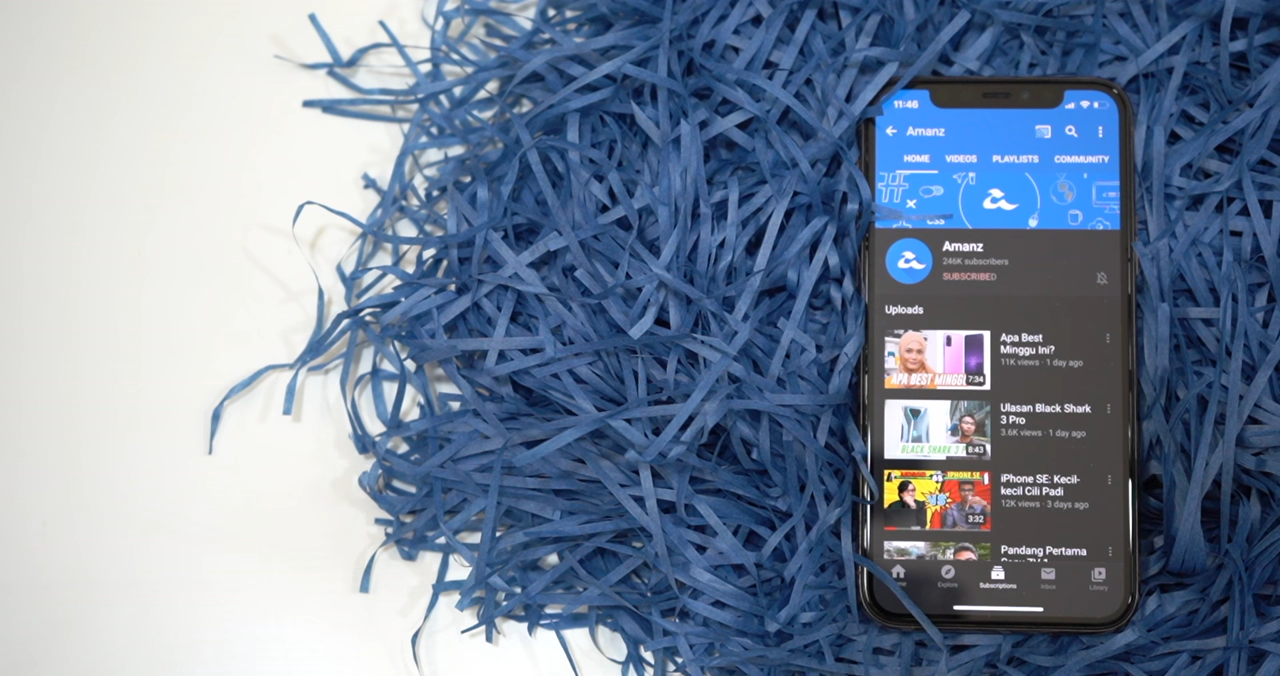 11:46
Amanz
HOME VIDEOS PLAYLISTS COMMUNITY
#
CSS
Amanz
246K subscribers
SUBSCRIBED
Uploads
APA BEST MINGGU
7:34
Apa Best
Minggu Ini?
11K views · 1 day ago
BLACK SHARK 3 P
8:43
Ulasan Black Shark
3 Pro
3.6K views · 1 day ago
IPHONE SE
VS
3:32
iPhone SE: Kecil-
kecil Cili Padi
12K views · 3 days ago
Pandang Pertama
Explore Subscriptions Inbox Library